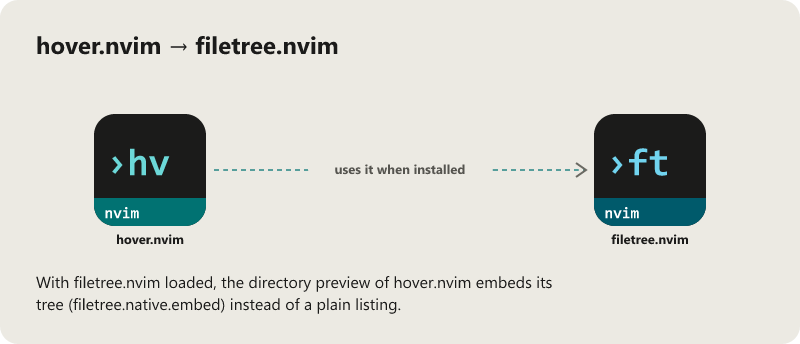 hover.nvim → filetree.nvim
›hv
nvim
hover.nvim
uses it when installed
›ft
nvim
filetree.nvim
With filetree.nvim loaded, the directory preview of hover.nvim embeds its
tree (filetree.native.embed) instead of a plain listing.